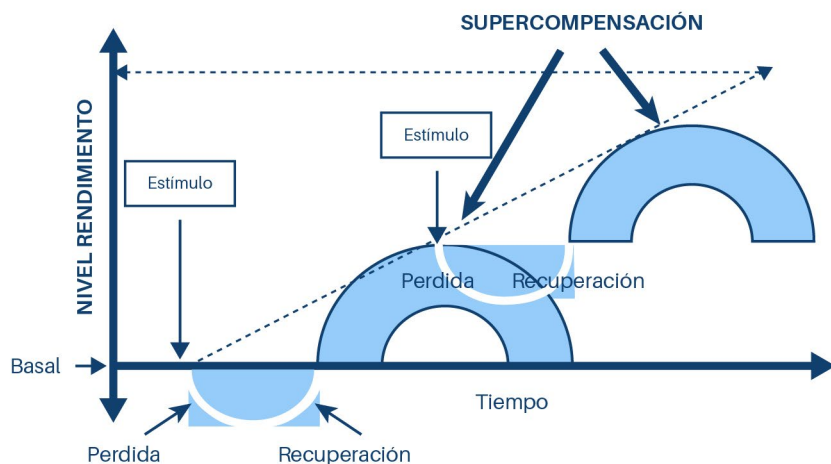 SUPERCOMPENSACIÓN
NIVEL RENDIMIENTO
Estímulo
Estímulo
Perdida
Recuperación
Basal
Tiempo
Perdida
Recuperación